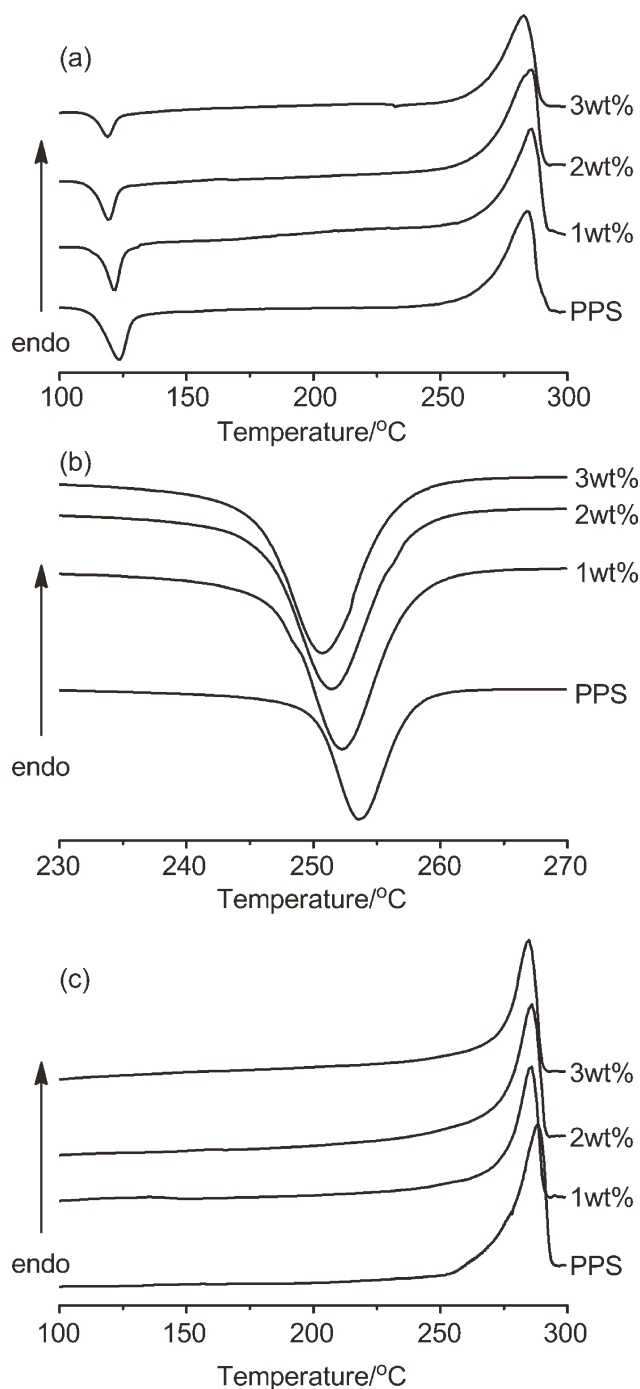 (a)
3wt%
2wt%
1wt%
PPS
endo
100 150 200 250 300
Temperature/°C
(b)
3wt%
2wt%
1wt%
PPS
endo
230 240 250 260 270
Temperature/°C
(c)
3wt%
2wt%
1wt%
PPS
endo
100 150 200 250 300
Temperature/°C